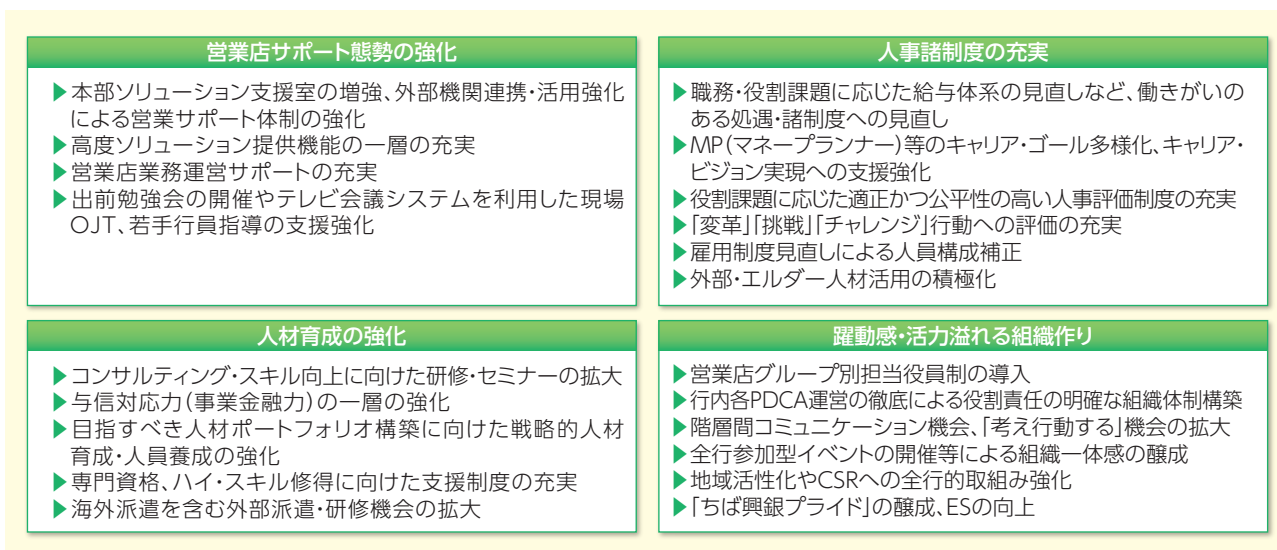 営業店サポート態勢の強化
▶本部ソリューション支援室の増強、外部機関連携・活用強化
による営業サポート体制の強化
▶高度ソリューション提供機能の一層の充実
▶営業店業務運営サポートの充実
▶出前勉強会の開催やテレビ会議システムを利用した現場
OJT、若手行員指導の支援強化
人事諸制度の充実
▶職務・役割課題に応じた給与体系の見直しなど、働きがいの
ある処遇・諸制度への見直し
▶MP(マネープランナー)等のキャリア・ゴール多様化、キャリア・
ビジョン実現への支援強化
▶役割課題に応じた適正かつ公平性の高い人事評価制度の充実
▶「変革」「挑戦」「チャレンジ」行動への評価の充実
▶雇用制度見直しによる人員構成補正
▶外部・エルダー人材活用の積極化
人材育成の強化
▶コンサルティング・スキル向上に向けた研修・セミナーの拡大
▶与信対応力(事業金融力)の一層の強化
▶目指すべき人材ポートフォリオ構築に向けた戦略的人材
育成・人員養成の強化
▶専門資格、ハイ・スキル修得に向けた支援制度の充実
▶海外派遣を含む外部派遣・研修機会の拡大
躍動感・活力溢れる組織作り
▶営業店グループ別担当役員制の導入
▶行内各PDCA運営の徹底による役割責任の明確な組織体制構築
▶階層間コミュニケーション機会、「考え行動する」機会の拡大
▶全行参加型イベントの開催等による組織一体感の醸成
▶地域活性化やCSRへの全行的取組み強化
▶「ちば興銀プライド」の醸成、ESの向上